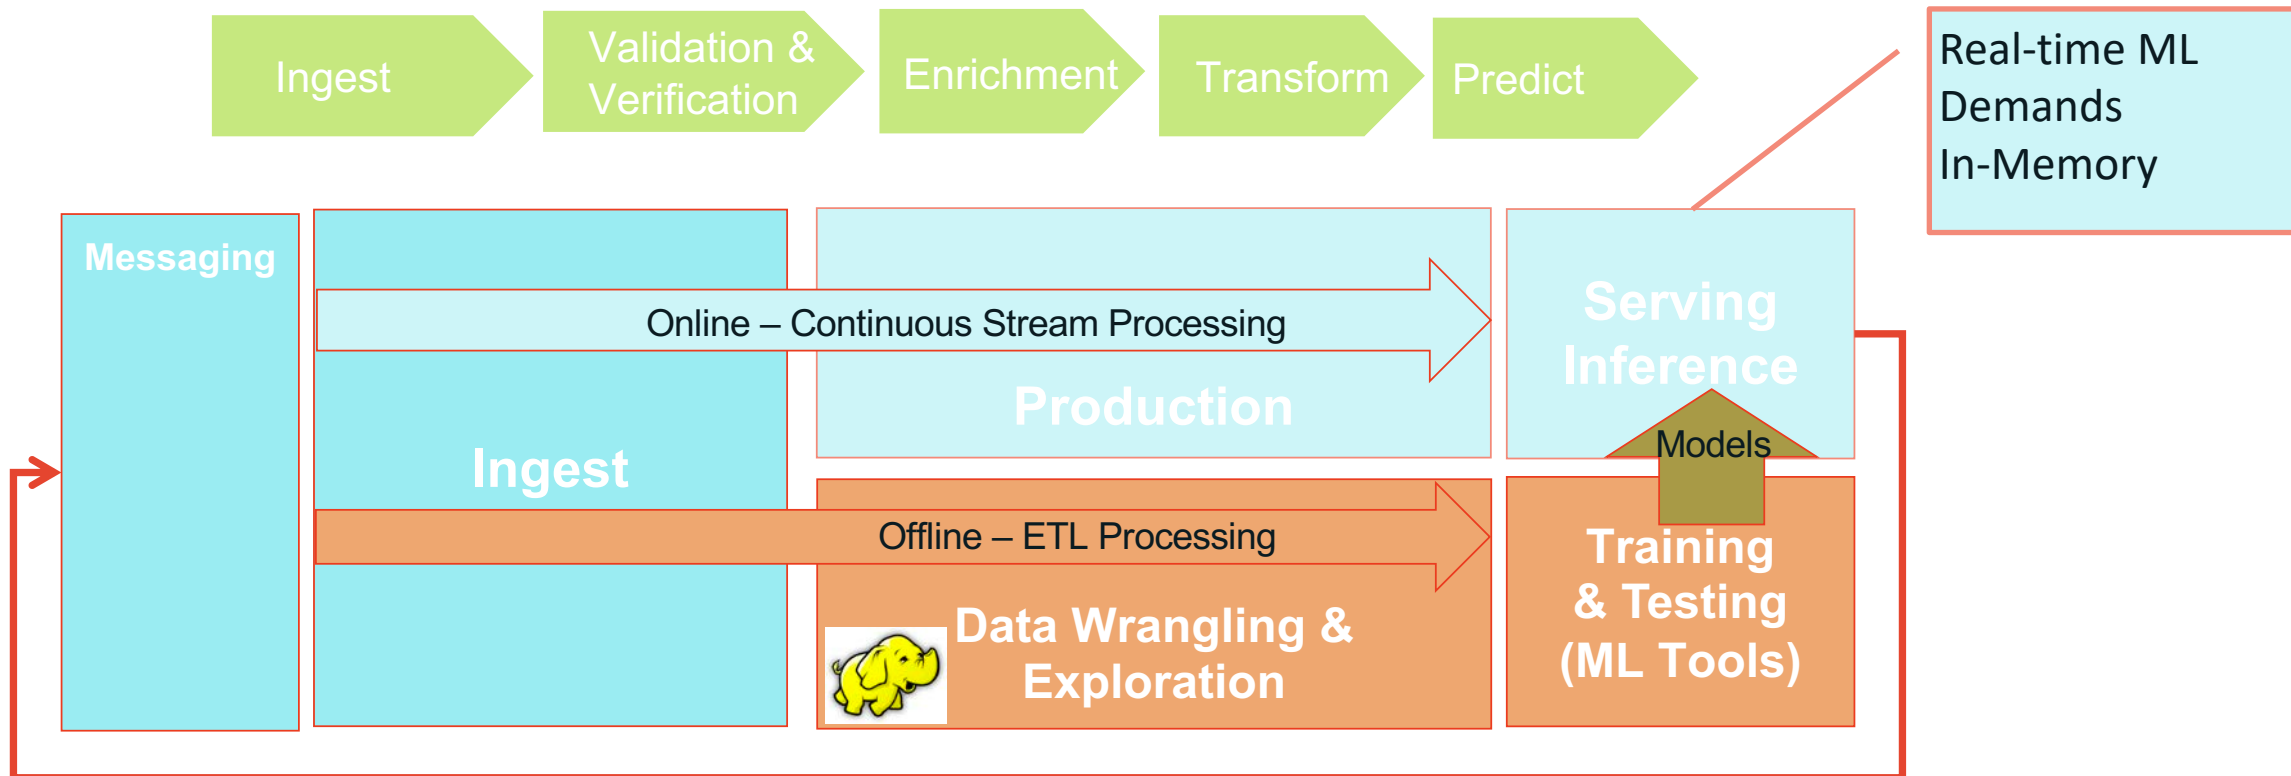 Ingest
Validation &
Verification
Enrichment
Transform
Predict
Real-time ML
Demands
In-Memory
Messaging
Online – Continuous Stream Processing
Production
Serving
Inference
Models
Ingest
Offline – ETL Processing
Data Wrangling &
Exploration
Training
& Testing
(ML Tools)